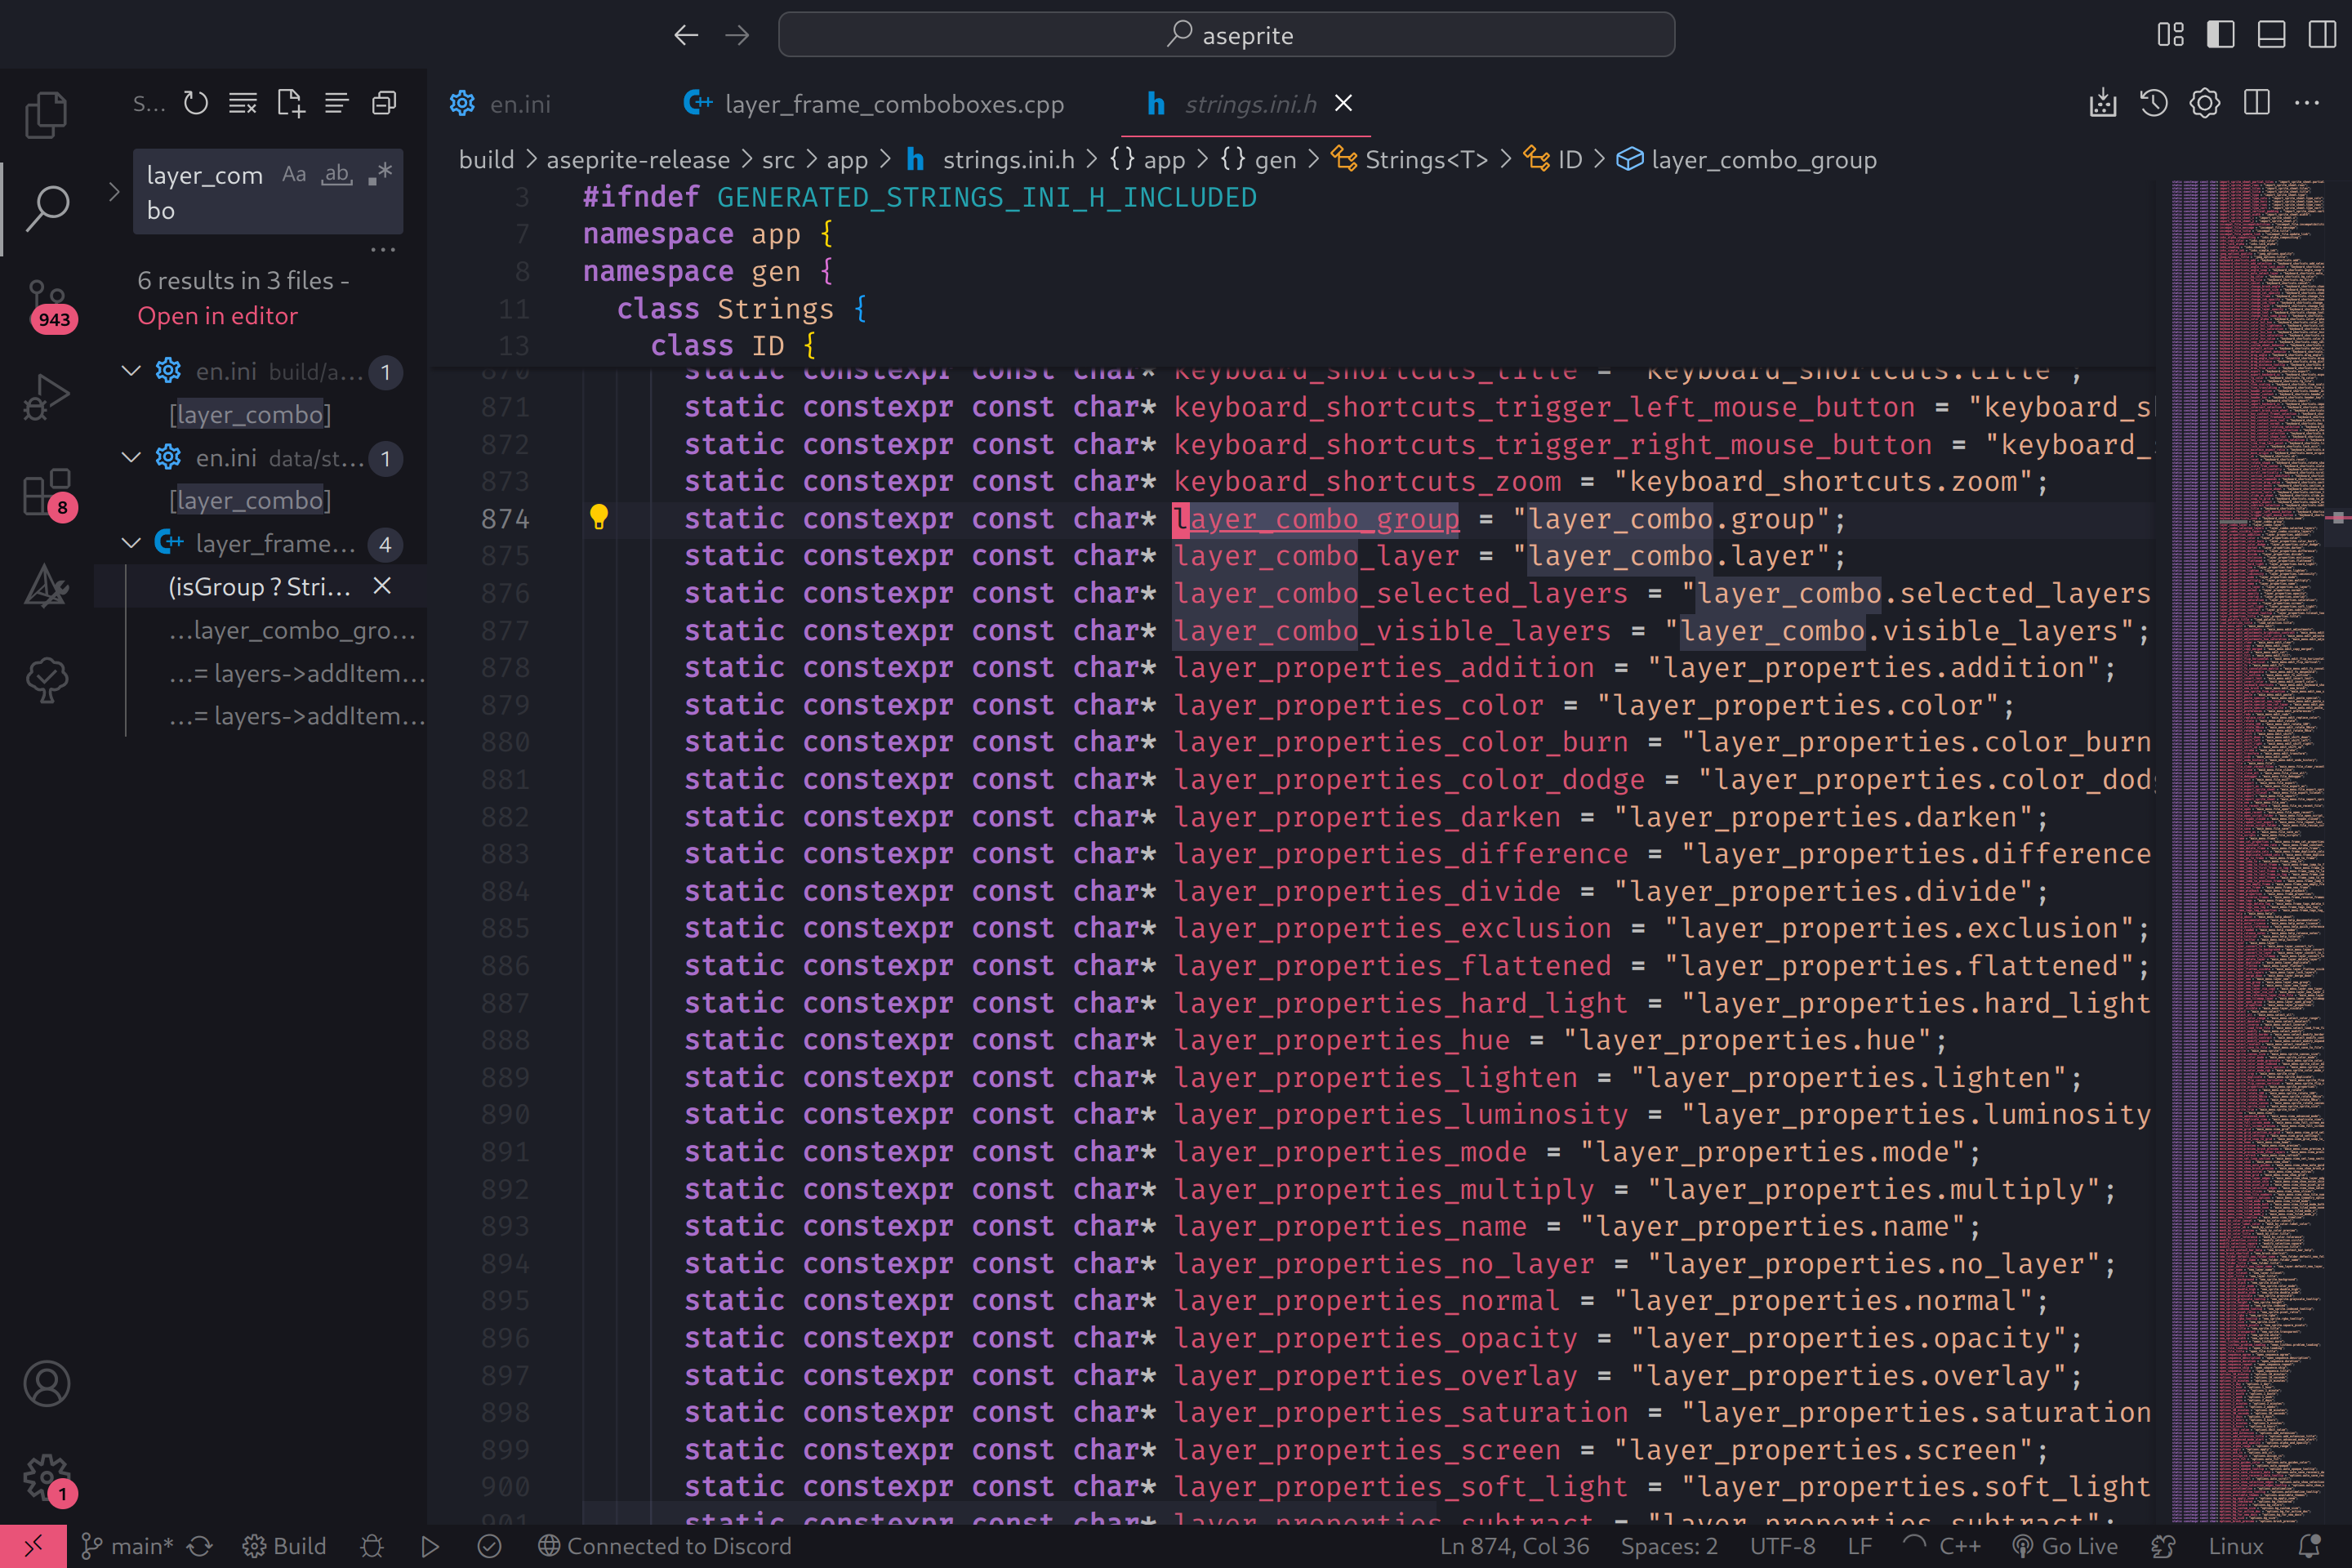 aseprite
S...
layer_com
bo
Aa
ab
6 results in 3 files -
Open in editor
en.ini build/a... 1
[layer_combo]
en.ini data/st... 1
[layer_combo]
layer_frame... 4
(isGroup ? Stri...
...layer_combo_gro...
...= layers->addItem...
...= layers->addItem...
943
8
1
en.ini
layer_frame_comboboxes.cpp
strings.ini.h
build > aseprite-release > src > app > strings.ini.h > {} app > {} gen > Strings<T> > ID > layer_combo_group
3 #ifndef GENERATED_STRINGS_INI_H_INCLUDED
7 namespace app {
8 namespace gen {
11 class Strings {
13 class ID {
870 static constexpr const char* keyboard_shortcuts_title = "keyboard_shortcuts.title";
871 static constexpr const char* keyboard_shortcuts_trigger_left_mouse_button = "keyboard_s
872 static constexpr const char* keyboard_shortcuts_trigger_right_mouse_button = "keyboard_
873 static constexpr const char* keyboard_shortcuts_zoom = "keyboard_shortcuts.zoom";
874 static constexpr const char* layer_combo_group = "layer_combo.group";
875 static constexpr const char* layer_combo_layer = "layer_combo.layer";
876 static constexpr const char* layer_combo_selected_layers = "layer_combo.selected_layers
877 static constexpr const char* layer_combo_visible_layers = "layer_combo.visible_layers";
878 static constexpr const char* layer_properties_addition = "layer_properties.addition";
879 static constexpr const char* layer_properties_color = "layer_properties.color";
880 static constexpr const char* layer_properties_color_burn = "layer_properties.color_burn
881 static constexpr const char* layer_properties_color_dodge = "layer_properties.color_dod
882 static constexpr const char* layer_properties_darken = "layer_properties.darken";
883 static constexpr const char* layer_properties_difference = "layer_properties.difference
884 static constexpr const char* layer_properties_divide = "layer_properties.divide";
885 static constexpr const char* layer_properties_exclusion = "layer_properties.exclusion";
886 static constexpr const char* layer_properties_flattened = "layer_properties.flattened";
887 static constexpr const char* layer_properties_hard_light = "layer_properties.hard_light
888 static constexpr const char* layer_properties_hue = "layer_properties.hue";
889 static constexpr const char* layer_properties_lighten = "layer_properties.lighten";
890 static constexpr const char* layer_properties_luminosity = "layer_properties.luminosity
891 static constexpr const char* layer_properties_mode = "layer_properties.mode";
892 static constexpr const char* layer_properties_multiply = "layer_properties.multiply";
893 static constexpr const char* layer_properties_name = "layer_properties.name";
894 static constexpr const char* layer_properties_no_layer = "layer_properties.no_layer";
895 static constexpr const char* layer_properties_normal = "layer_properties.normal";
896 static constexpr const char* layer_properties_opacity = "layer_properties.opacity";
897 static constexpr const char* layer_properties_overlay = "layer_properties.overlay";
898 static constexpr const char* layer_properties_saturation = "layer_properties.saturation
899 static constexpr const char* layer_properties_screen = "layer_properties.screen";
900 static constexpr const char* layer_properties_soft_light = "layer_properties.soft_light
901 static constexpr const char* layer_properties_subtract = "layer_properties.subtract";
main* Build Connected to Discord Ln 874, Col 36 Spaces: 2 UTF-8 LF C++ Go Live Linux